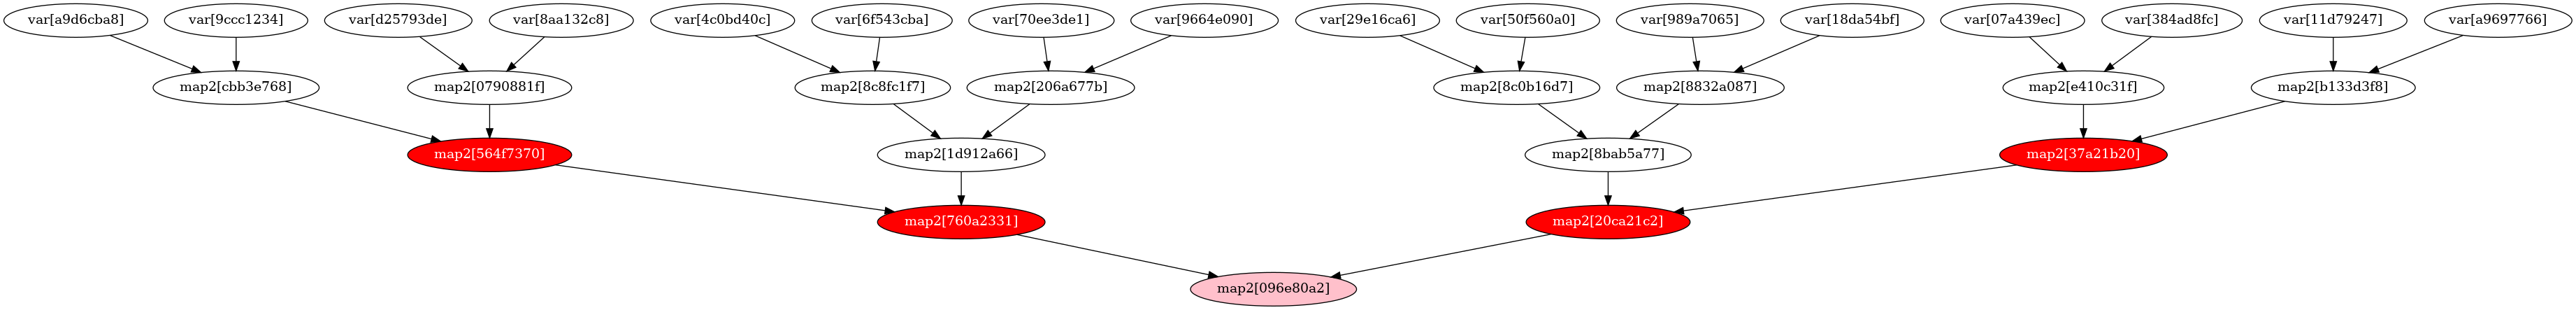 var[a9d6cba8]
var[9ccc1234]
var[d25793de]
var[8aa132c8]
var[4c0bd40c]
var[6f543cba]
var[70ee3de1]
var[9664e090]
var[29e16ca6]
var[50f560a0]
var[989a7065]
var[18da54bf]
var[07a439ec]
var[384ad8fc]
var[11d79247]
var[a9697766]
map2[cbb3e768]
map2[0790881f]
map2[8c8fc1f7]
map2[206a677b]
map2[8c0b16d7]
map2[8832a087]
map2[e410c31f]
map2[b133d3f8]
map2[564f7370]
map2[1d912a66]
map2[8bab5a77]
map2[37a21b20]
map2[760a2331]
map2[20ca21c2]
map2[096e80a2]